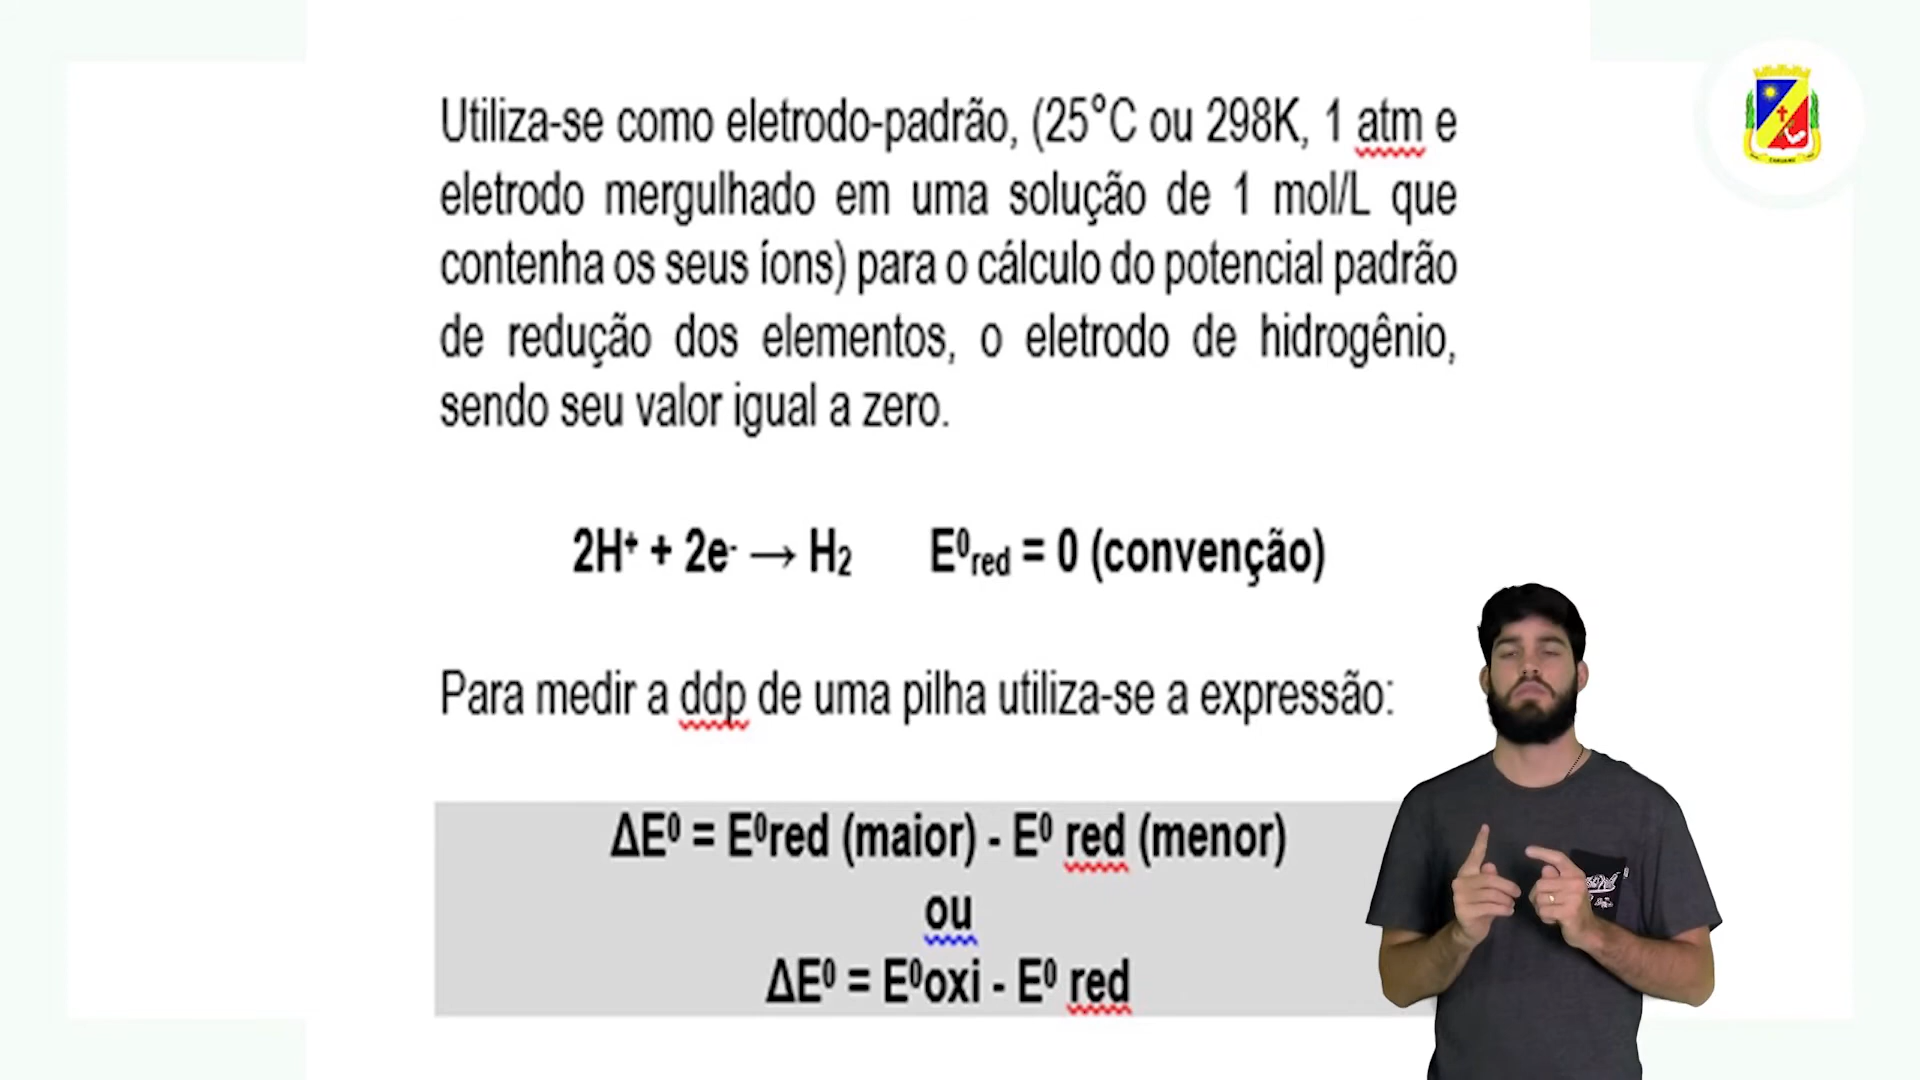 Utiliza-se como eletrodo-padrão, (25°C ou 298K, 1 atm e
eletrodo mergulhado em uma solução de 1 mol/L que
contenha os seus íons) para o cálculo do potencial padrão
de redução dos elementos, o eletrodo de hidrogênio,
sendo seu valor igual a zero.
2H⁺ + 2e⁻ → H₂ E⁰red = 0 (convenção)
Para medir a ddp de uma pilha utiliza-se a expressão:
ΔE⁰ = E⁰red (maior) - E⁰ red (menor)
ou
ΔE⁰ = E⁰oxi - E⁰ red